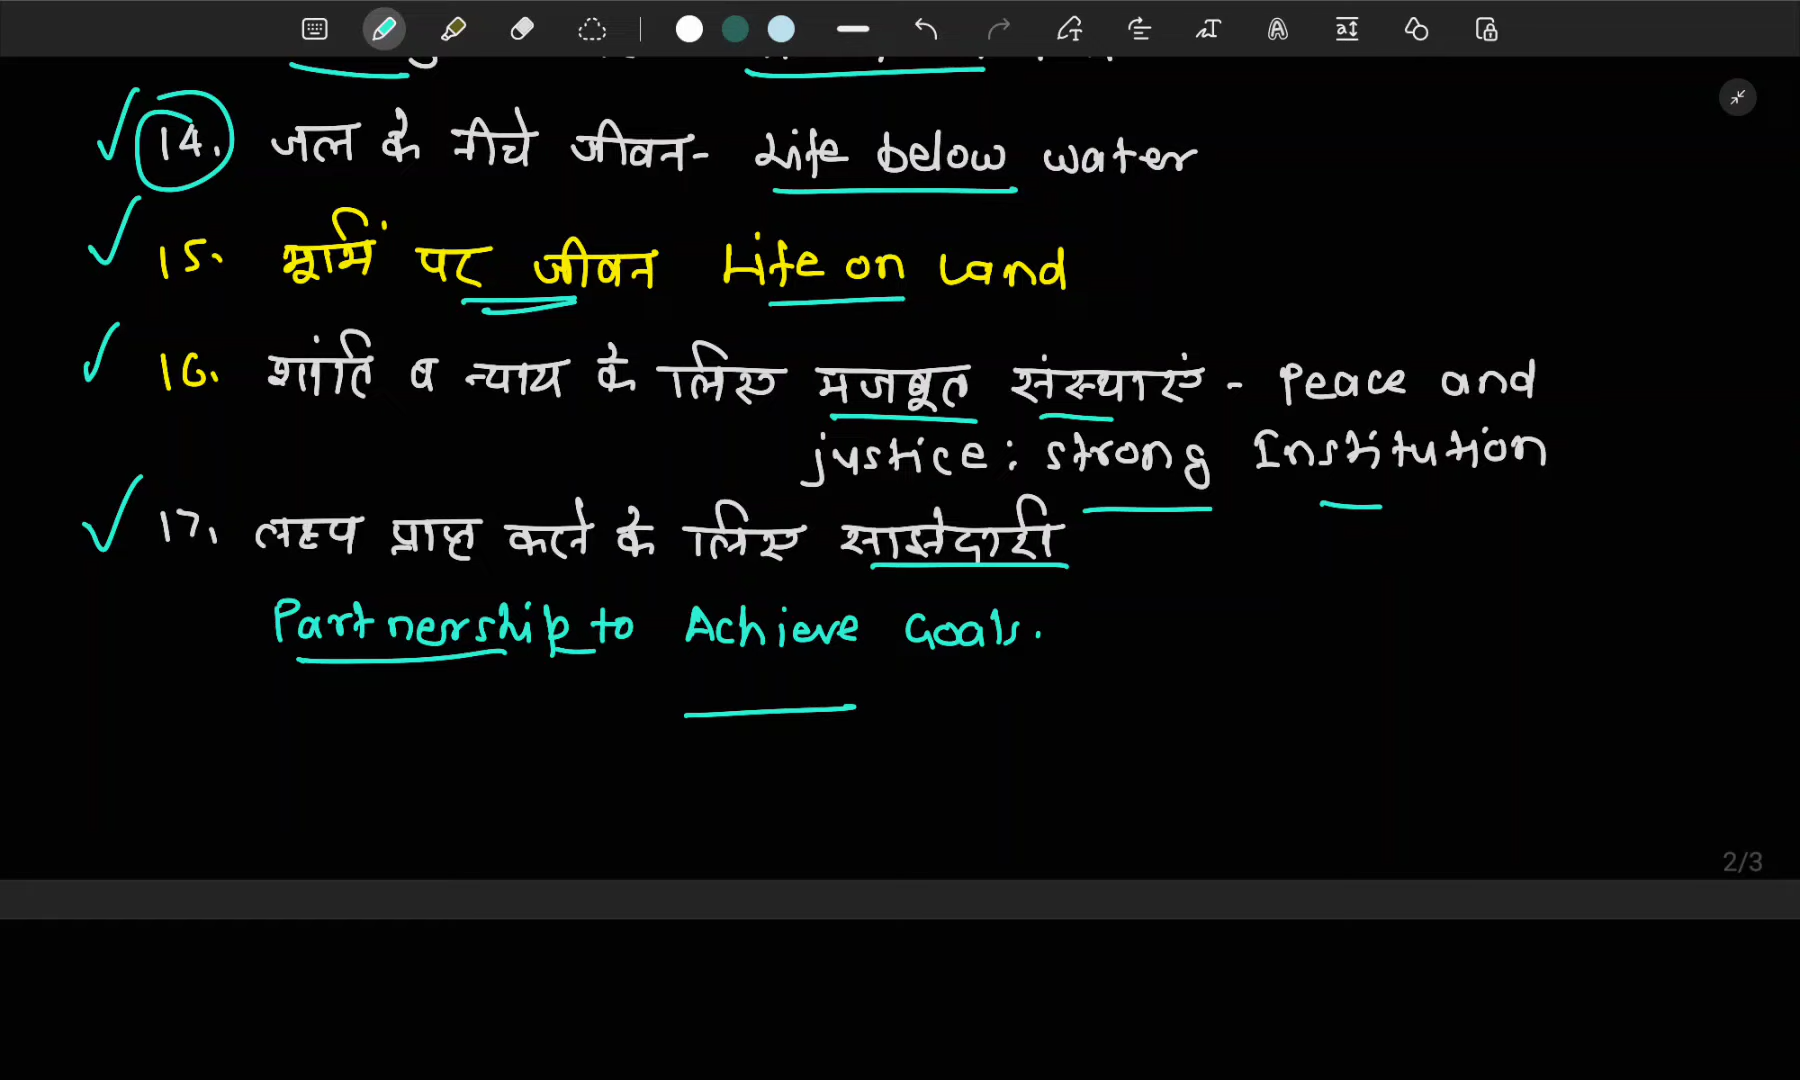 14. जल के नीचे जीवन- Life below water
15. भूमिं पर जीवन Life on Land
16. शांति व न्याय के लिए मजबूत संस्थाएं - Peace and
justice: strong Institution
17. लक्ष्य प्राप्त करने के लिए साझेदारी
Partnership to Achieve Goals.
2/3